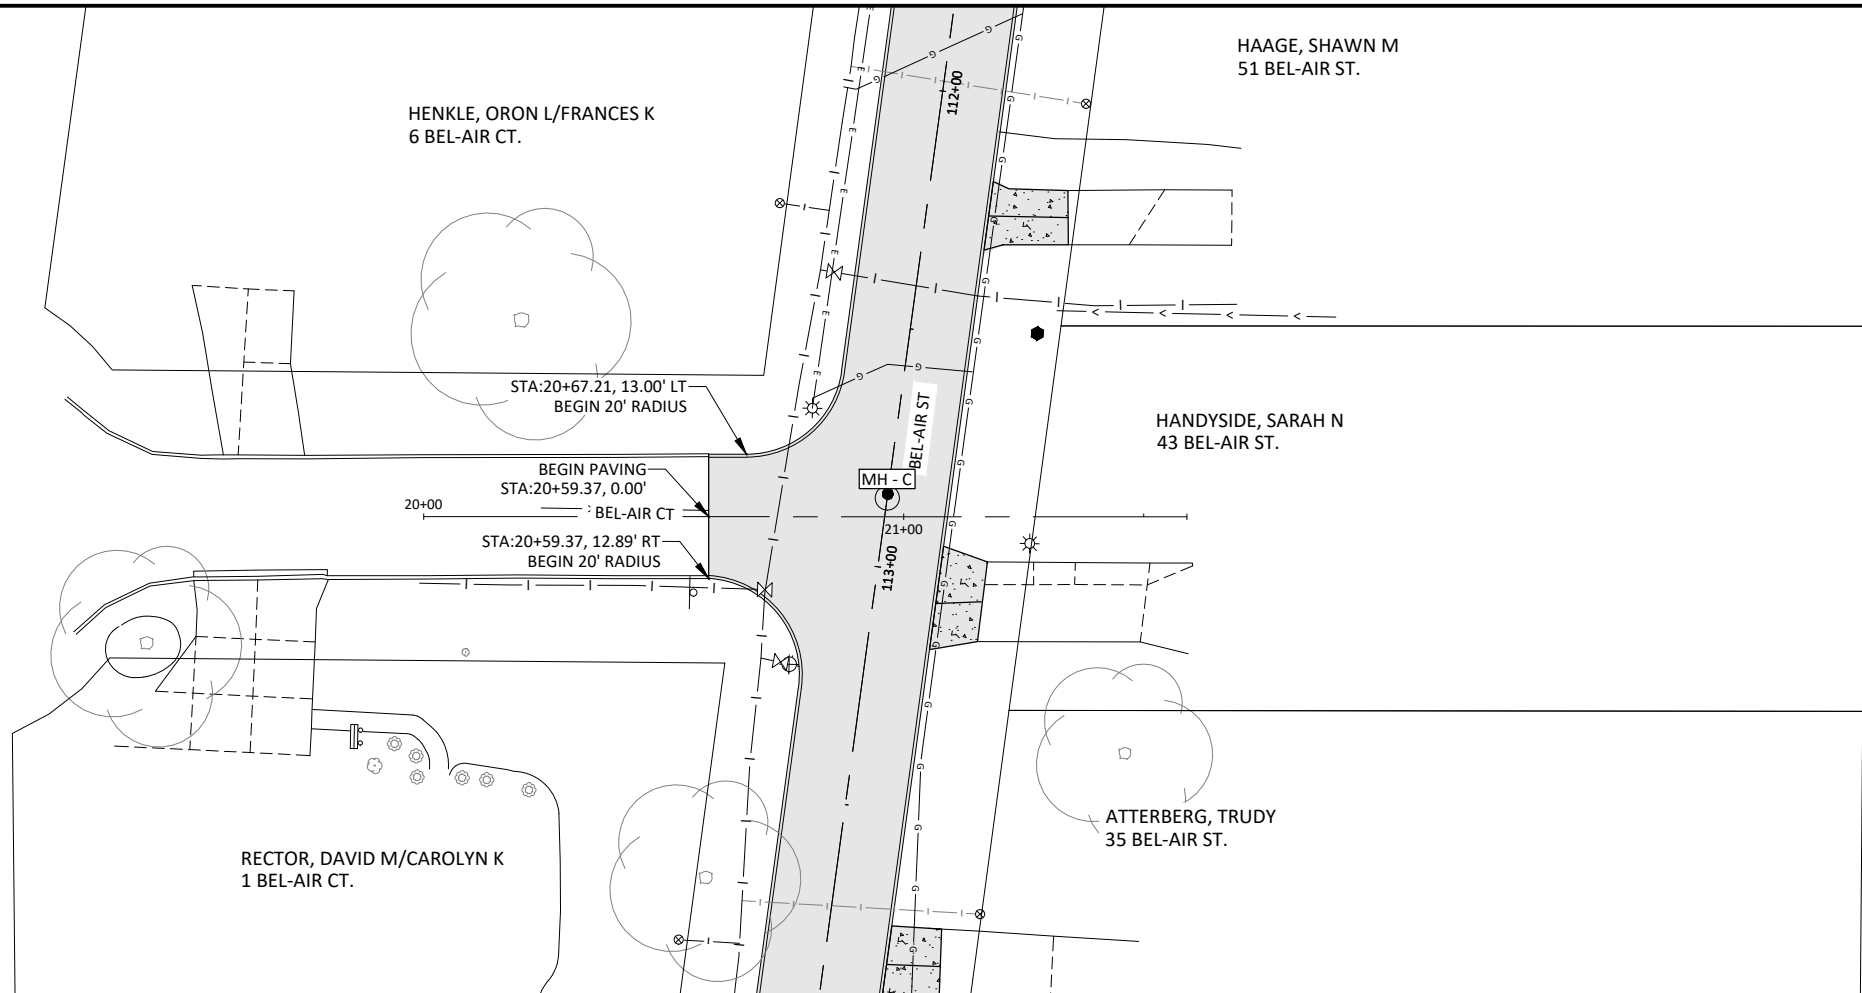 HAAGE, SHAWN M
51 BEL-AIR ST.
HENKLE, ORON L/FRANCES K
6 BEL-AIR CT.
112+00
STA:20+67.21, 13.00' LT
BEGIN 20' RADIUS
BEL-AIR ST
HANDYSIDE, SARAH N
43 BEL-AIR ST.
BEGIN PAVING
STA:20+59.37, 0.00'
MH - C
20+00
BEL-AIR CT
21+00
STA:20+59.37, 12.89' RT
BEGIN 20' RADIUS
113+00
ATTERBERG, TRUDY
35 BEL-AIR ST.
RECTOR, DAVID M/CAROLYN K
1 BEL-AIR CT.